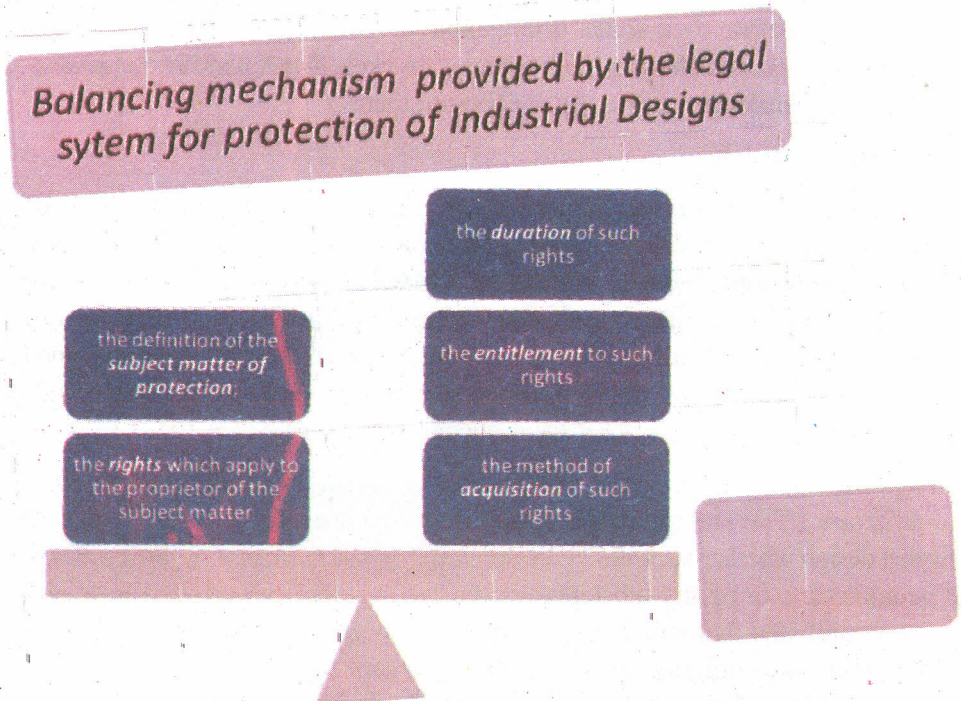 Balancing mechanism provided by the legal
sytem for protection of Industrial Designs
the definition of the
subject matter of
protection;
the rights which apply to
the proprietor of the
subject matter
the duration of such
rights
the entitlement to such
rights
the method of
acquisition of such
rights